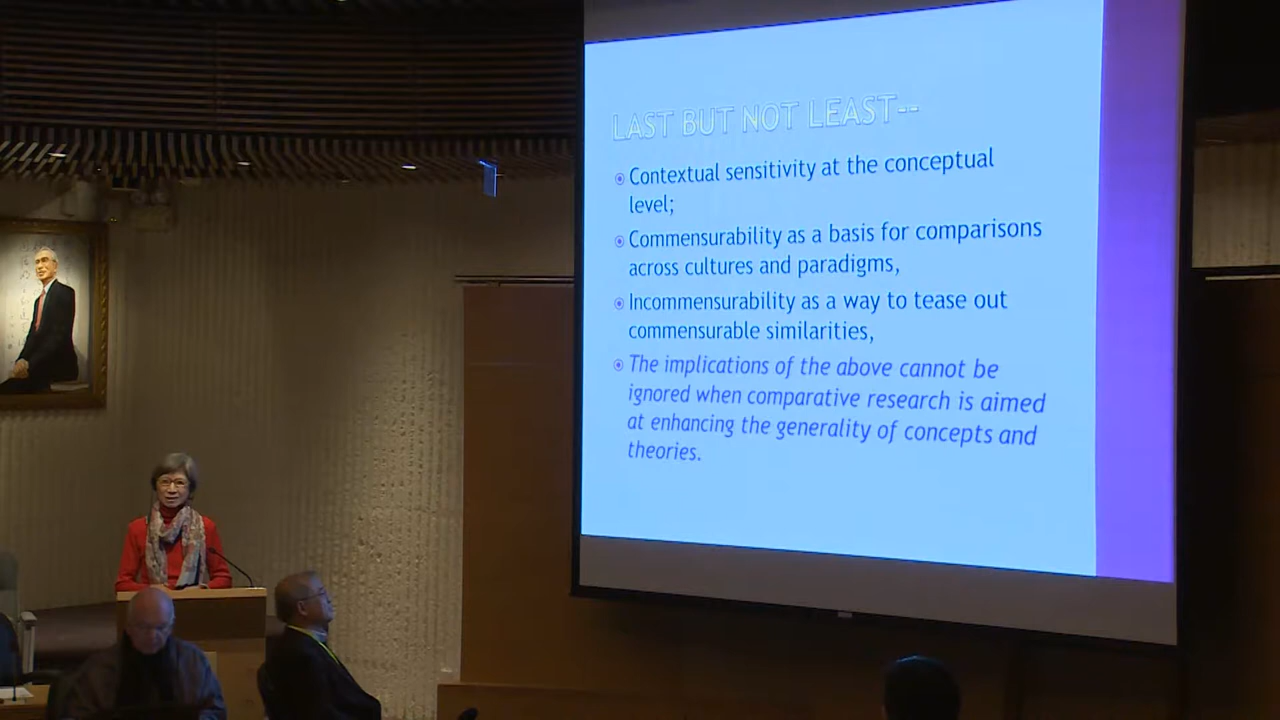 LAST BUT NOT LEAST--
Contextual sensitivity at the conceptual
level;
Commensurability as a basis for comparisons
across cultures and paradigms,
Incommensurability as a way to tease out
commensurable similarities,
The implications of the above cannot be
ignored when comparative research is aimed
at enhancing the generality of concepts and
theories.